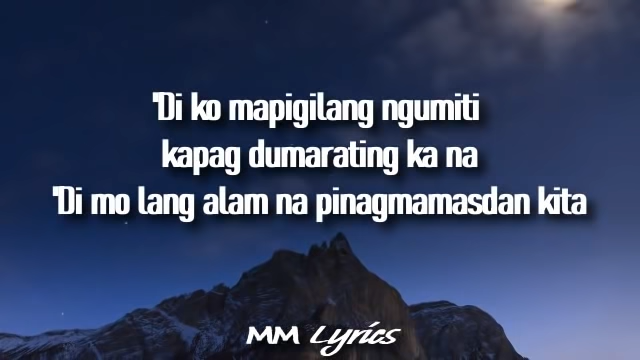 'Di ko mapigilang ngumiti
kapag dumarating ka na
'Di mo lang alam na pinagmamasdan kita
MM Lyrics